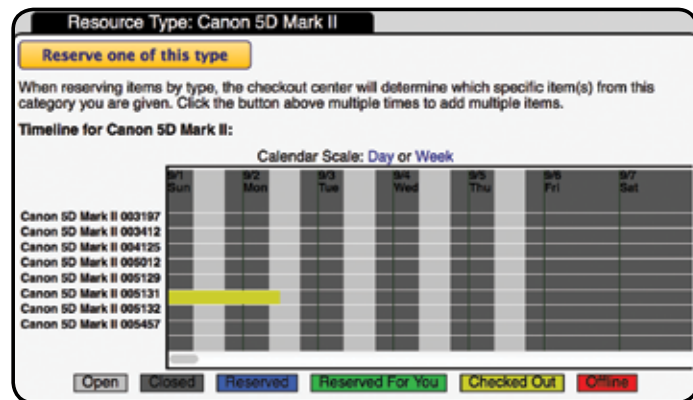 Resource Type: Canon 5D Mark II
Reserve one of this type
When reserving items by type, the checkout center will determine which specific item(s) from this
category you are given. Click the button above multiple times to add multiple items.
Timeline for Canon 5D Mark II:
Calendar Scale: Day or Week
9/1 9/2 9/3 9/4 9/5 9/6 9/7
Sun Mon Tue Wed Thu Fri Sat
Canon 5D Mark II 003197
Canon 5D Mark II 003412
Canon 5D Mark II 004125
Canon 5D Mark II 005012
Canon 5D Mark II 005129
Canon 5D Mark II 005131
Canon 5D Mark II 005132
Canon 5D Mark II 005457
Open Closed Reserved Reserved For You Checked Out Offline